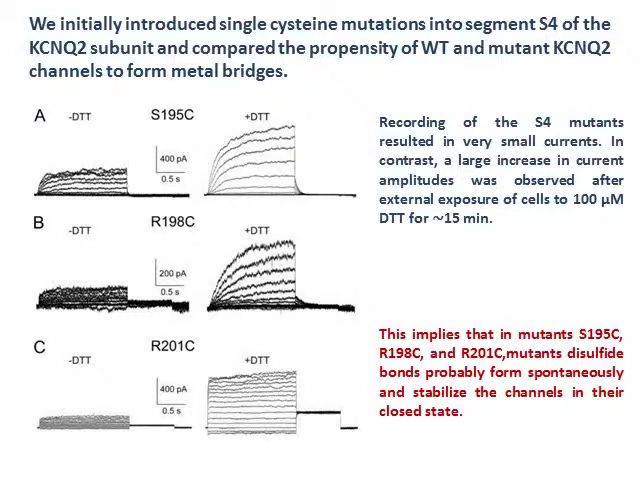 We initially introduced single cysteine mutations into segment S4 of the
KCNQ2 subunit and compared the propensity of WT and mutant KCNQ2
channels to form metal bridges.
A -DTT S195C +DTT
400 pA
0.5 s
Recording of the S4 mutants
resulted in very small currents. In
contrast, a large increase in current
amplitudes was observed after
external exposure of cells to 100 µM
DTT for ∼15 min.
B -DTT R198C +DTT
200 pA
0.5 s
C -DTT R201C +DTT
400 pA
0.5 s
This implies that in mutants S195C,
R198C, and R201C,mutants disulfide
bonds probably form spontaneously
and stabilize the channels in their
closed state.